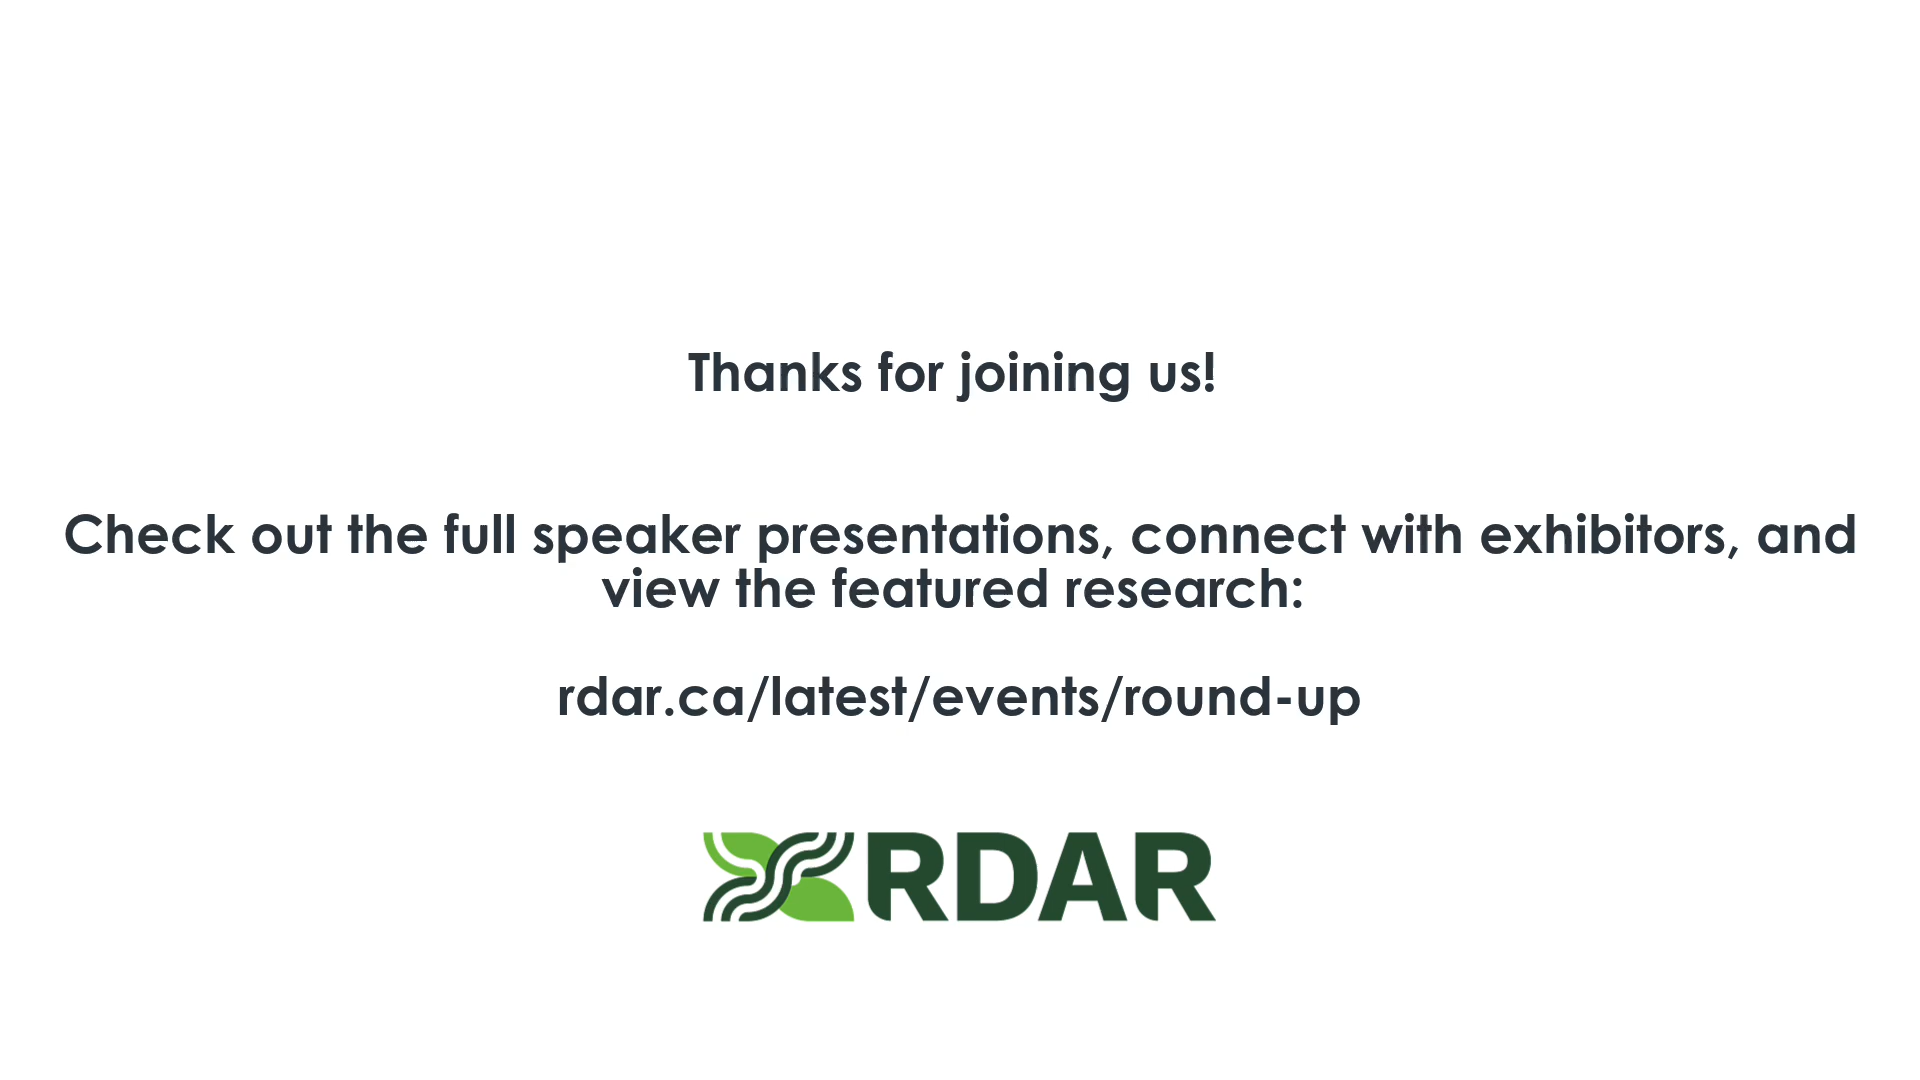 Thanks for joining us!
Check out the full speaker presentations, connect with exhibitors, and
view the featured research:
rdar.ca/latest/events/round-up
RDAR